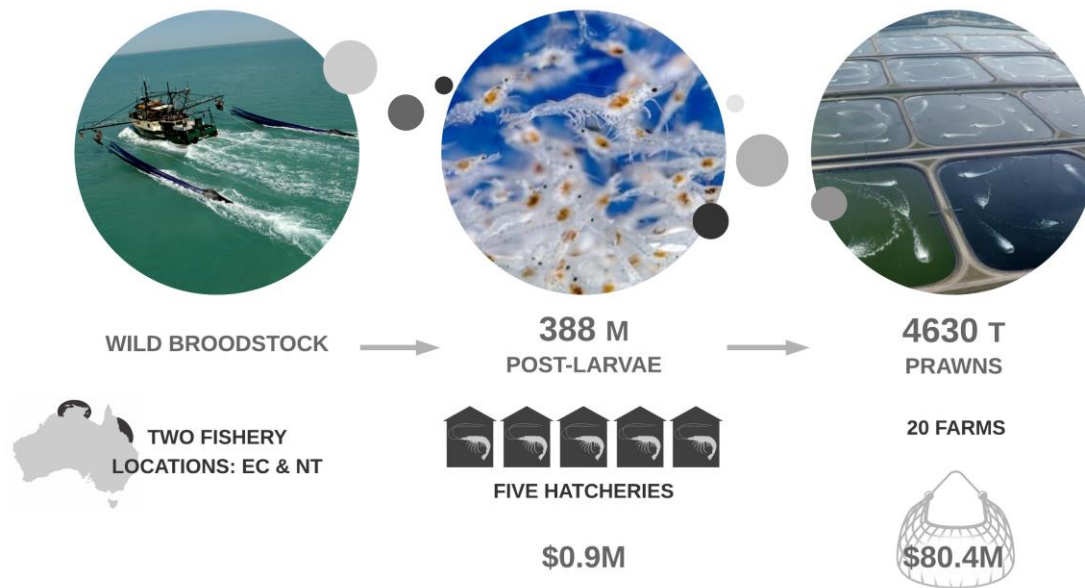 WILD BROODSTOCK
388 M
POST-LARVAE
4630 T
PRAWNS
TWO FISHERY
LOCATIONS: EC & NT
FIVE HATCHERIES
20 FARMS
$0.9M
$80.4M